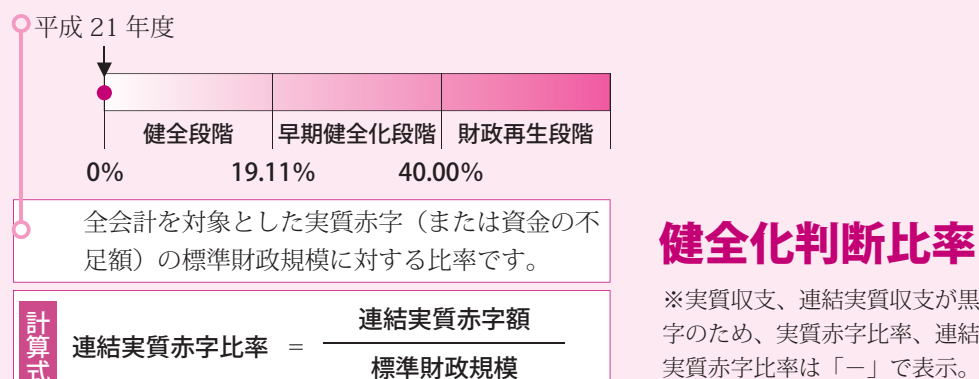 平成 21 年度
健全段階 早期健全化段階 財政再生段階
0% 19.11% 40.00%
全会計を対象とした実質赤字（または資金の不
足額）の標準財政規模に対する比率です。
計算式
連結実質赤字比率 = 連結実質赤字額
標準財政規模
健全化判断比率
※実質収支、連結実質収支が黒
字のため、実質赤字比率、連結
実質赤字比率は「－」で表示。